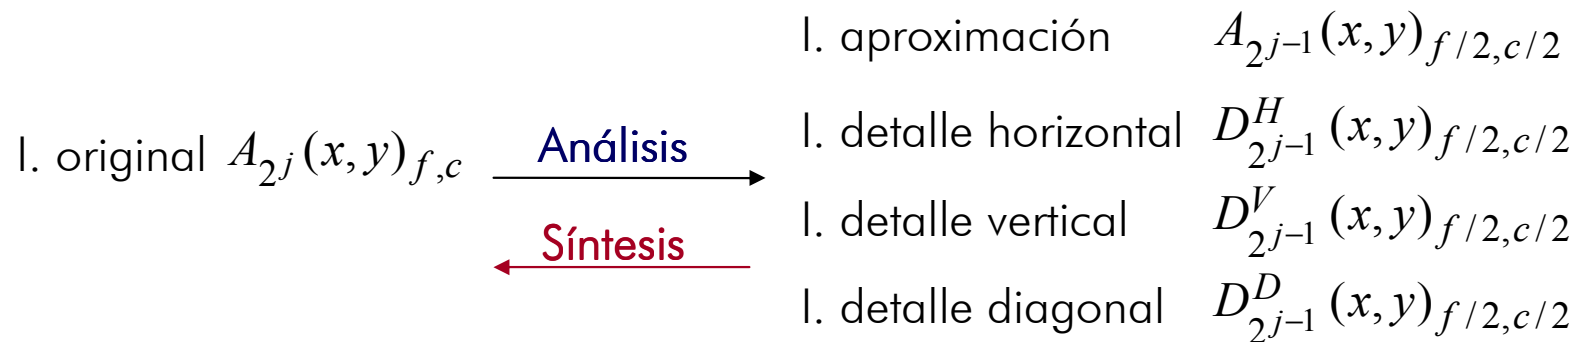 I. aproximación A_{2^{j-1}}(x, y)_{f/2,c/2}
I. detalle horizontal D^H_{2^{j-1}}(x, y)_{f/2,c/2}
I. original A_{2^j}(x, y)_{f,c}
Análisis
I. detalle vertical D^V_{2^{j-1}}(x, y)_{f/2,c/2}
Síntesis
I. detalle diagonal D^D_{2^{j-1}}(x, y)_{f/2,c/2}